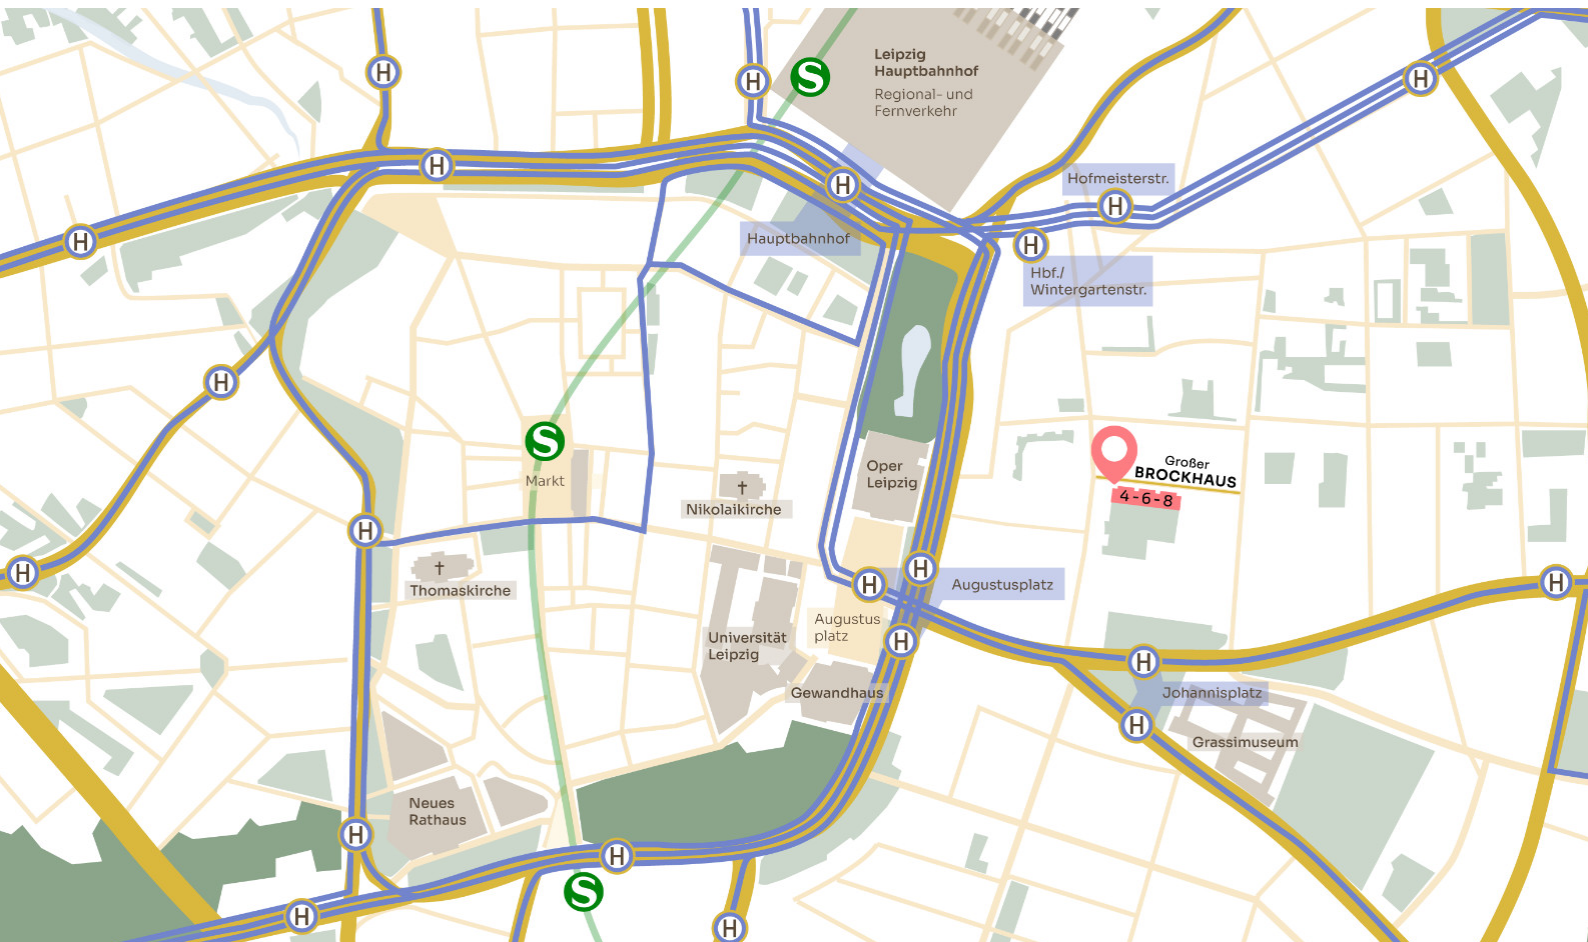 H
H
S
Leipzig
Hauptbahnhof
Regional- und
Fernverkehr
H
H
H
Hofmeisterstr.
H
H
Hauptbahnhof
H
Hbf./
Wintergartenstr.
H
S
Markt
Oper
Leipzig
Großer
BROCKHAUS
4-6-8
Nikolaikirche
H
H
Thomaskirche
H
H
Augustusplatz
H
Augustus
platz
H
Universität
Leipzig
H
Gewandhaus
Johannisplatz
H
Grassimuseum
Neues
Rathaus
H
H
S
H
H